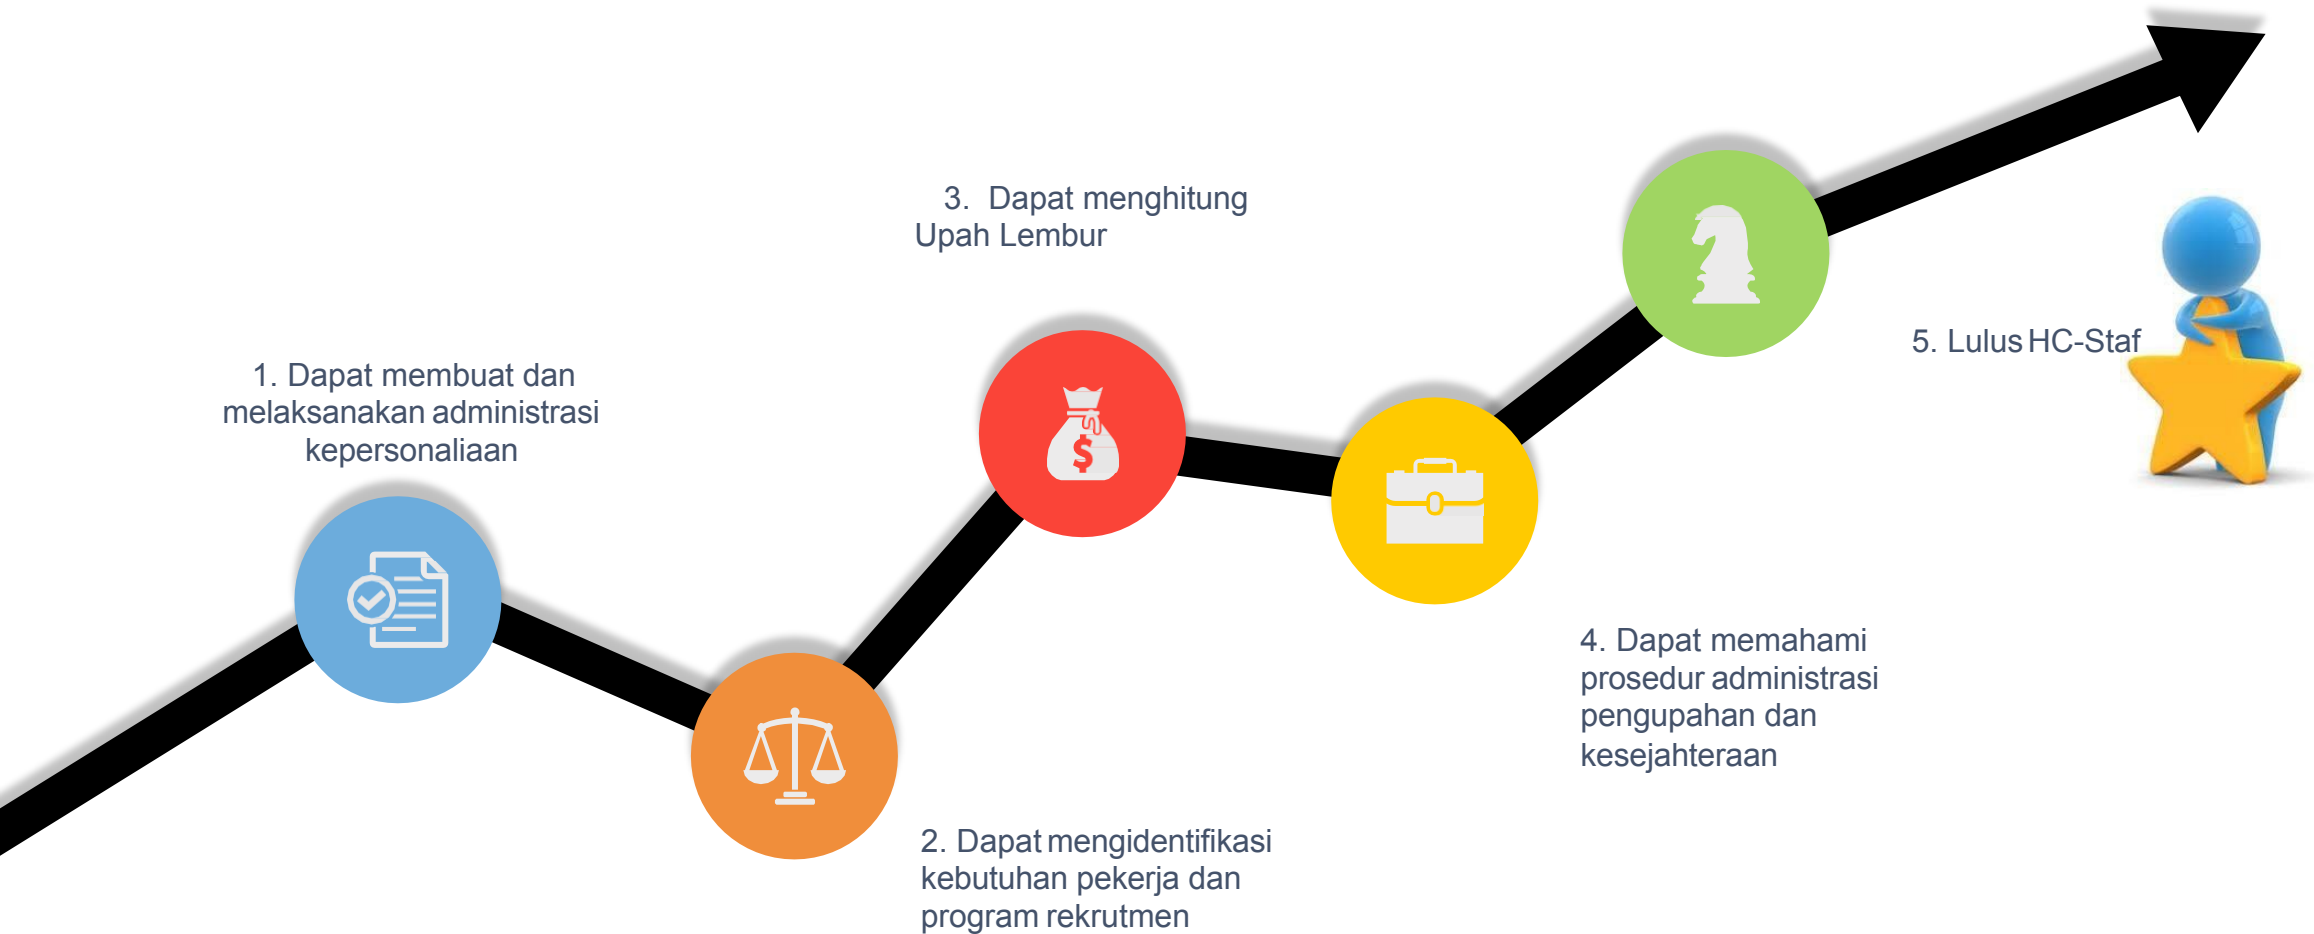 1. Dapat membuat dan
melaksanakan administrasi
kepersonaliaan
2. Dapat mengidentifikasi
kebutuhan pekerja dan
program rekrutmen
3. Dapat menghitung
Upah Lembur
$
4. Dapat memahami
prosedur administrasi
pengupahan dan
kesejahteraan
5. Lulus HC-Staf